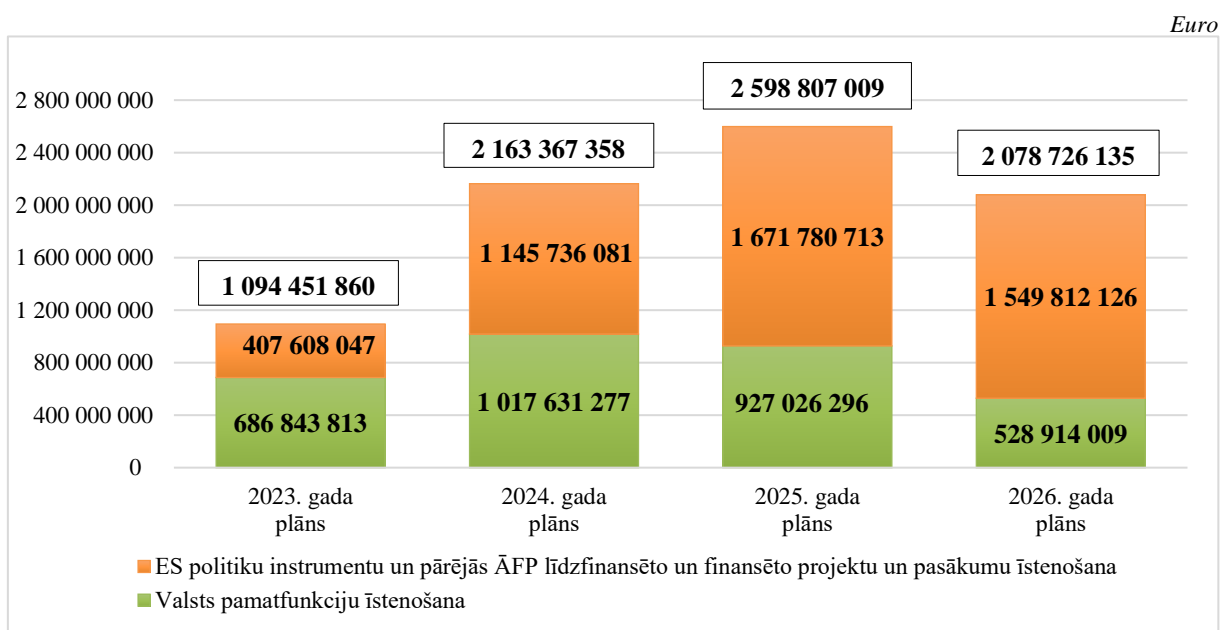 Euro
2 800 000 000
2 400 000 000
2 000 000 000
1 600 000 000
1 200 000 000
800 000 000
400 000 000
0
1 094 451 860
407 608 047
686 843 813
2 163 367 358
1 145 736 081
1 017 631 277
2 598 807 009
1 671 780 713
927 026 296
2 078 726 135
1 549 812 126
528 914 009
2023. gada
plāns
2024. gada
plāns
2025. gada
plāns
2026. gada
plāns
ES politiku instrumentu un pārējās ĀFP līdzfinansēto un finansēto projektu un pasākumu īstenošana
Valsts pamatfunkciju īstenošana